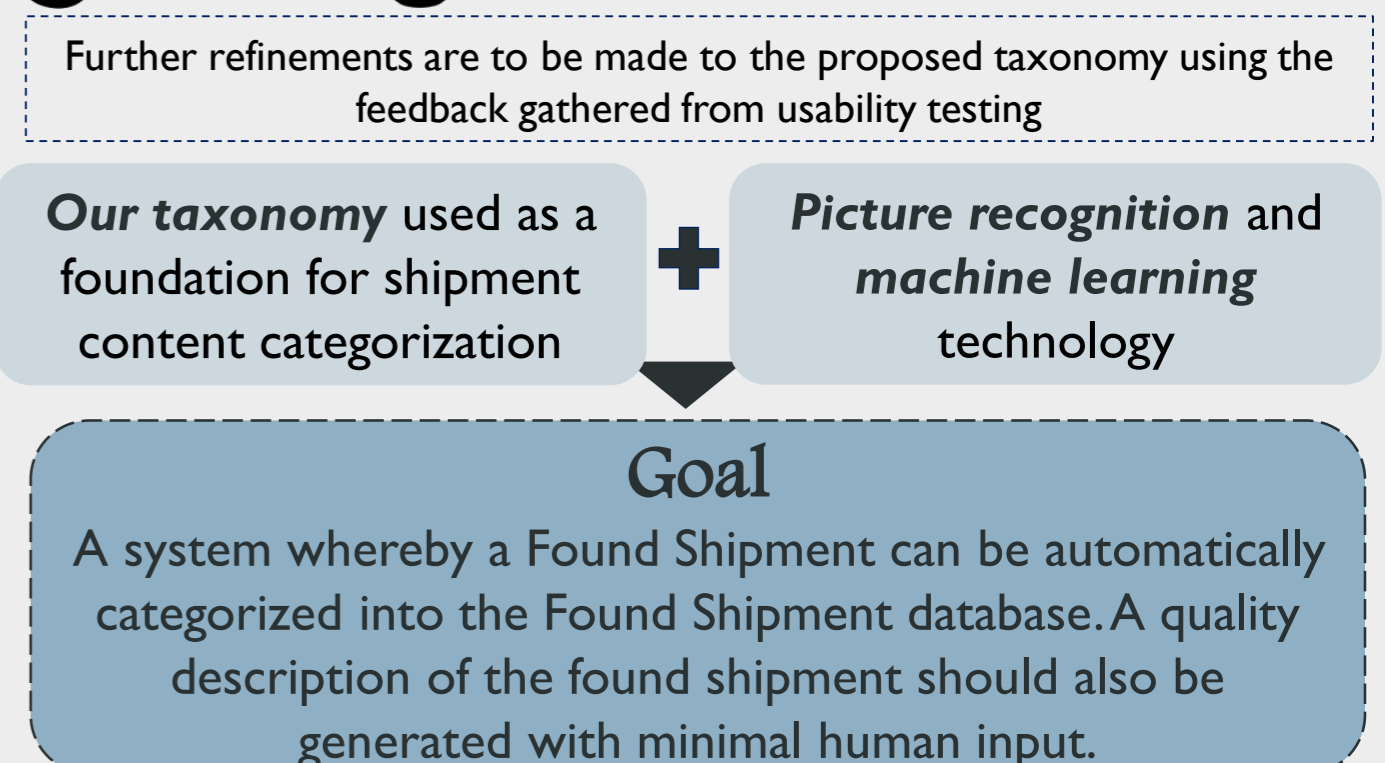 Further refinements are to be made to the proposed taxonomy using the
feedback gathered from usability testing
Our taxonomy used as a
foundation for shipment
content categorization
Picture recognition and
machine learning
technology
Goal
A system whereby a Found Shipment can be automatically
categorized into the Found Shipment database. A quality
description of the found shipment should also be
generated with minimal human input.